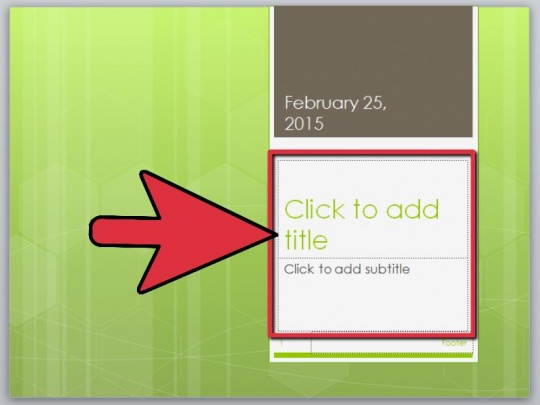 February 25,
2015
Click to add
title
Click to add subtitle
Footer